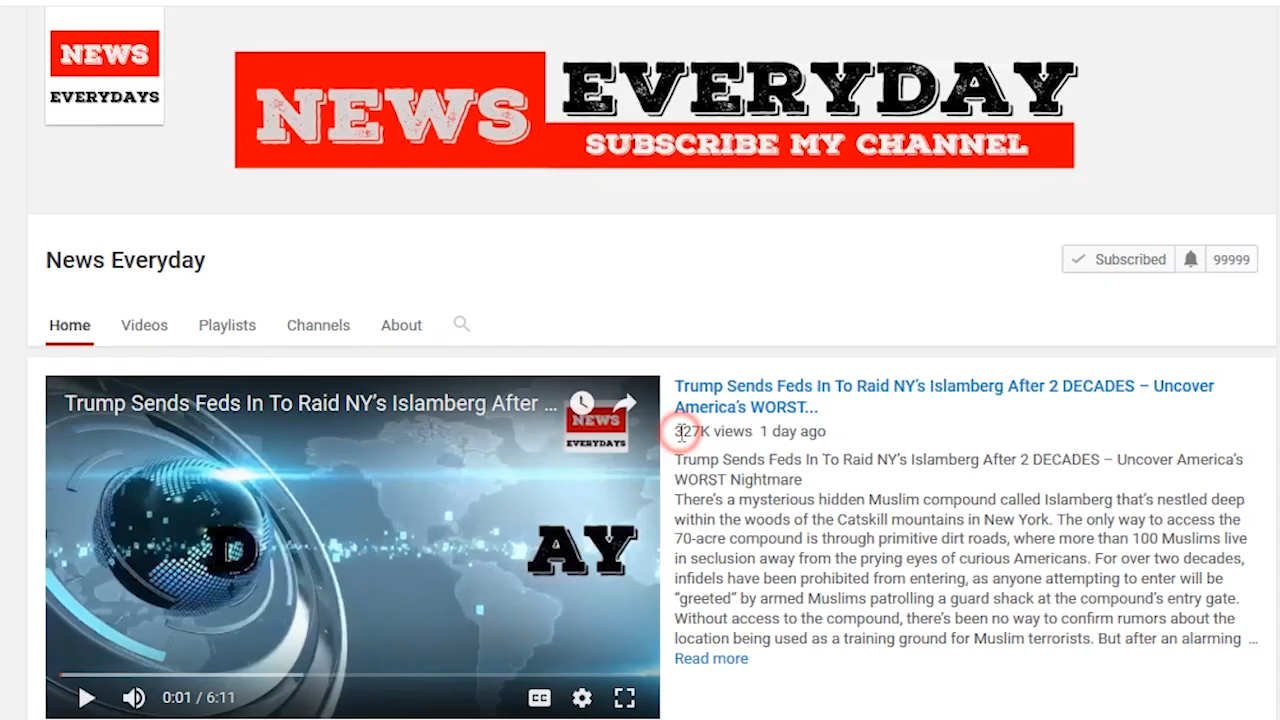 NEWS
EVERYDAYS
NEWS
EVERYDAY
SUBSCRIBE MY CHANNEL
News Everyday
Subscribed
99999
Home
Videos
Playlists
Channels
About
Trump Sends Feds In To Raid NY’s Islamberg After ...
NEWS
EVERYDAYS
D
AY
0:01 / 6:11
CC
Trump Sends Feds In To Raid NY’s Islamberg After 2 DECADES – Uncover
America’s WORST...
327K views 1 day ago
Trump Sends Feds In To Raid NY’s Islamberg After 2 DECADES – Uncover America’s
WORST Nightmare
There’s a mysterious hidden Muslim compound called Islamberg that’s nestled deep
within the woods of the Catskill mountains in New York. The only way to access the
70-acre compound is through primitive dirt roads, where more than 100 Muslims live
in seclusion away from the prying eyes of curious Americans. For over two decades,
infidels have been prohibited from entering, as anyone attempting to enter will be
“greeted” by armed Muslims patrolling a guard shack at the compound’s entry gate.
Without access to the compound, there’s been no way to confirm rumors about the
location being used as a training ground for Muslim terrorists. But after an alarming ...
Read more